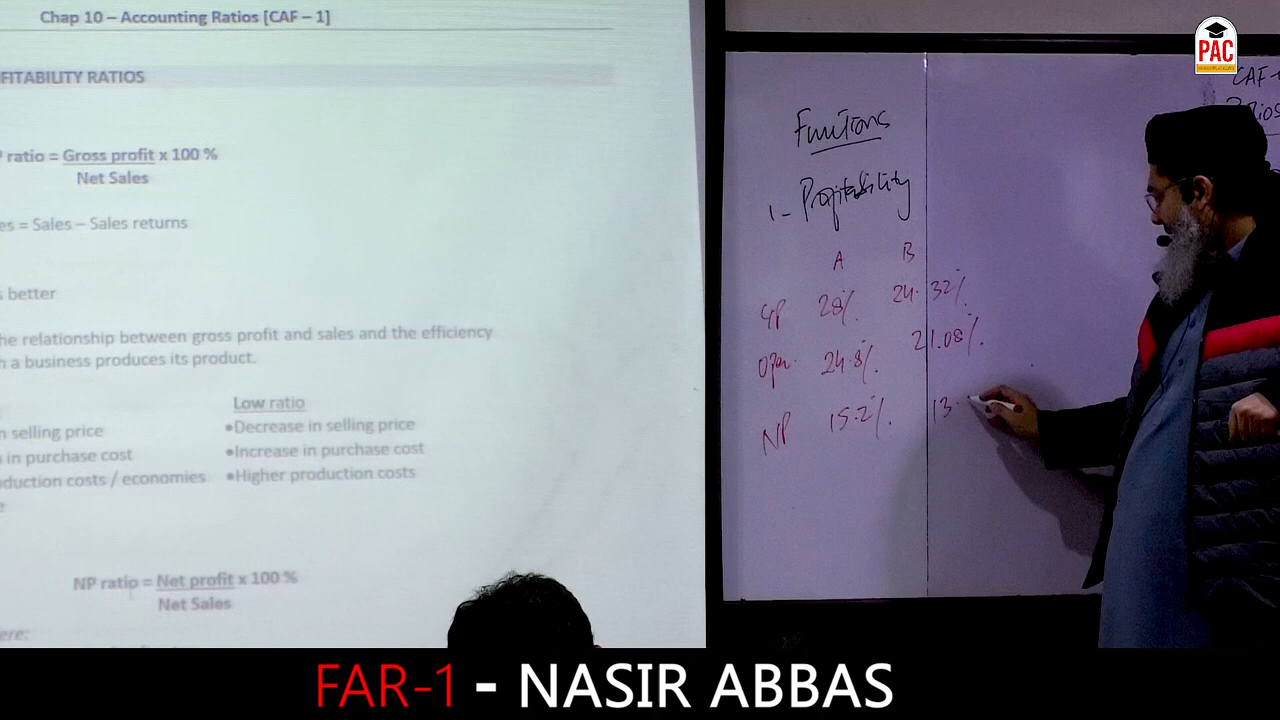 Chap 10 – Accounting Ratios [CAF – 1]
FITABILITY RATIOS
ratio = Gross profit x 100 %
Net Sales
es = Sales – Sales returns
better
he relationship between gross profit and sales and the efficiency
h a business produces its product.
Low ratio
n selling price
•Decrease in selling price
in purchase cost
•Increase in purchase cost
duction costs / economies
•Higher production costs
NP ratio = Net profit x 100 %
Net Sales
ere:
PAC
CAF-
Functions
1- Profitability
A B
GP 28% 24.32%
Oper. 24.8% 21.08%
NP 15.2% 13.
FAR-1 - NASIR ABBAS